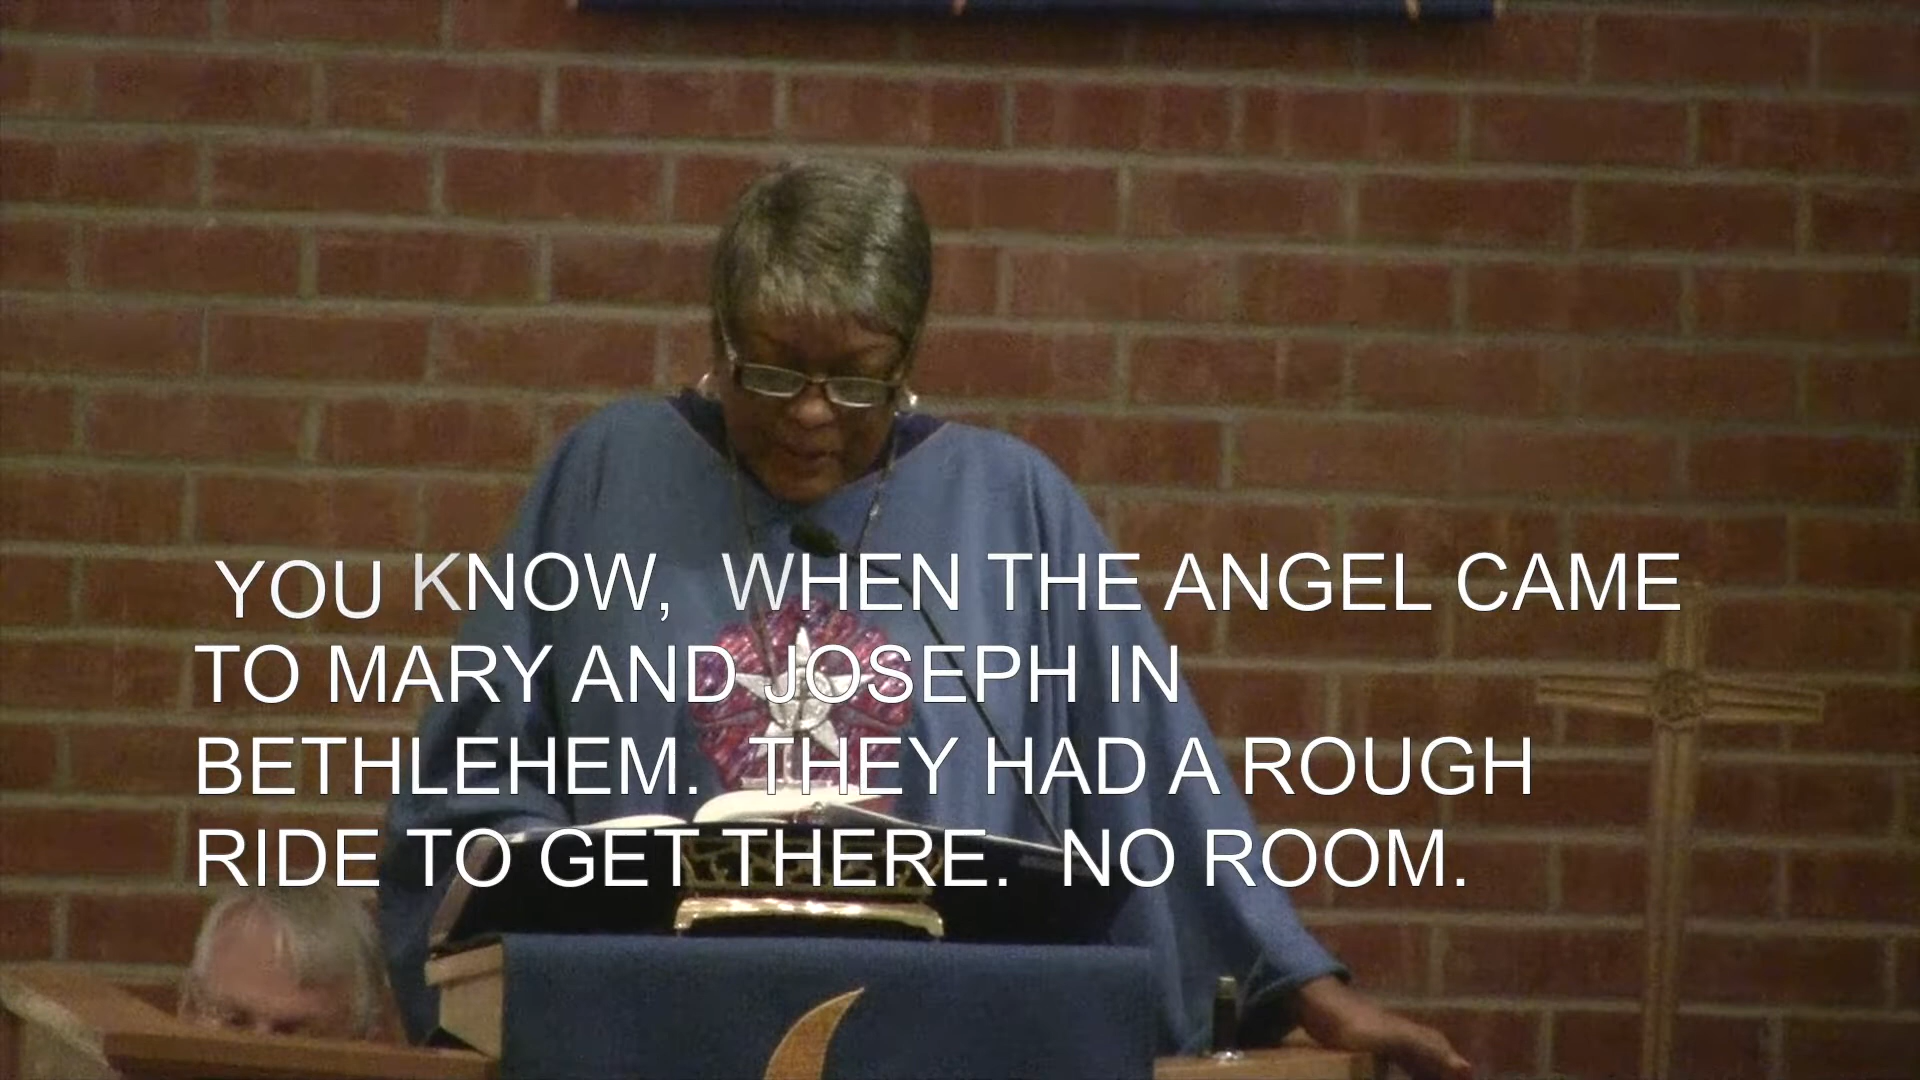 YOU KNOW, WHEN THE ANGEL CAME
TO MARY AND JOSEPH IN
BETHLEHEM. THEY HAD A ROUGH
RIDE TO GET THERE. NO ROOM.